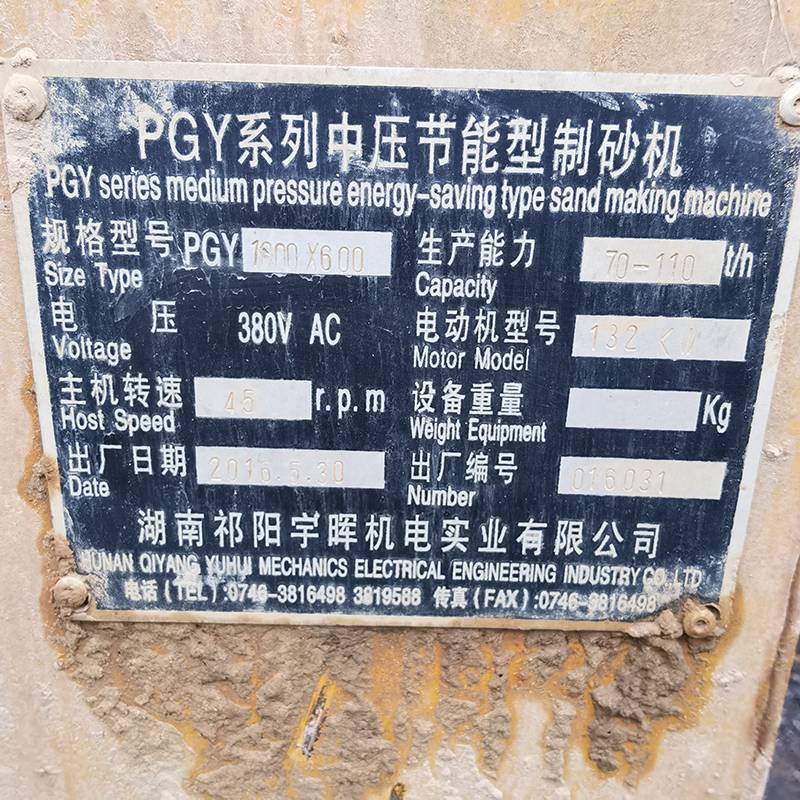 PGY系列中压节能型制砂机
PGY series medium pressure energy-saving type sand making machine
规格型号 PGY 1800X600 生产能力 70-110 t/h
Size Type Capacity
电 压 380V AC 电动机型号 132 KW
Voltage Motor Model
主机转速 45 r.p.m 设备重量 Kg
Host Speed Weight Equipment
出厂日期 2016.5.30 出厂编号 016031
Date Number
湖南祁阳宇晖机电实业有限公司
HUNAN QIYANG YUHUI MECHANICS ELECTRICAL ENGINEERING INDUSTRY CO. LTD
电话(TEL):0746-3816498 3819588 传真(FAX):0746-3816498